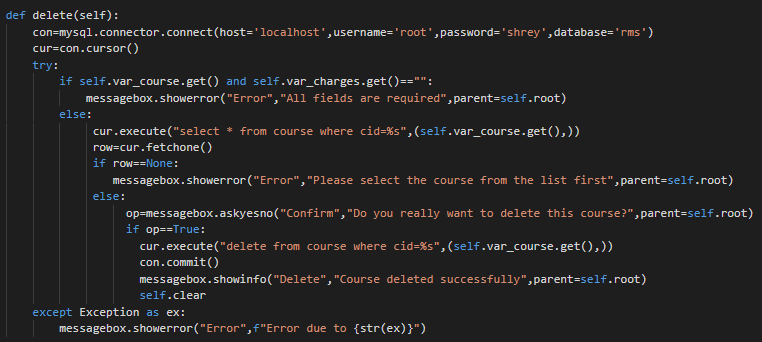 def delete(self):
    con=mysql.connector.connect(host='localhost',username='root',password='shrey',database='rms')
    cur=con.cursor()
    try:
        if self.var_course.get() and self.var_charges.get()=="":
            messagebox.showerror("Error","All fields are required",parent=self.root)
        else:
             cur.execute("select * from course where cid=%s",(self.var_course.get(),))
             row=cur.fetchone()
             if row==None:
                messagebox.showerror("Error","Please select the course from the list first",parent=self.root)
             else:
                  op=messagebox.askyesno("Confirm","Do you really want to delete this course?",parent=self.root)
                  if op==True:
                    cur.execute("delete from course where cid=%s",(self.var_course.get(),))
                    con.commit()
                    messagebox.showinfo("Delete","Course deleted successfully",parent=self.root)
                    self.clear
    except Exception as ex:
        messagebox.showerror("Error",f"Error due to {str(ex)}")